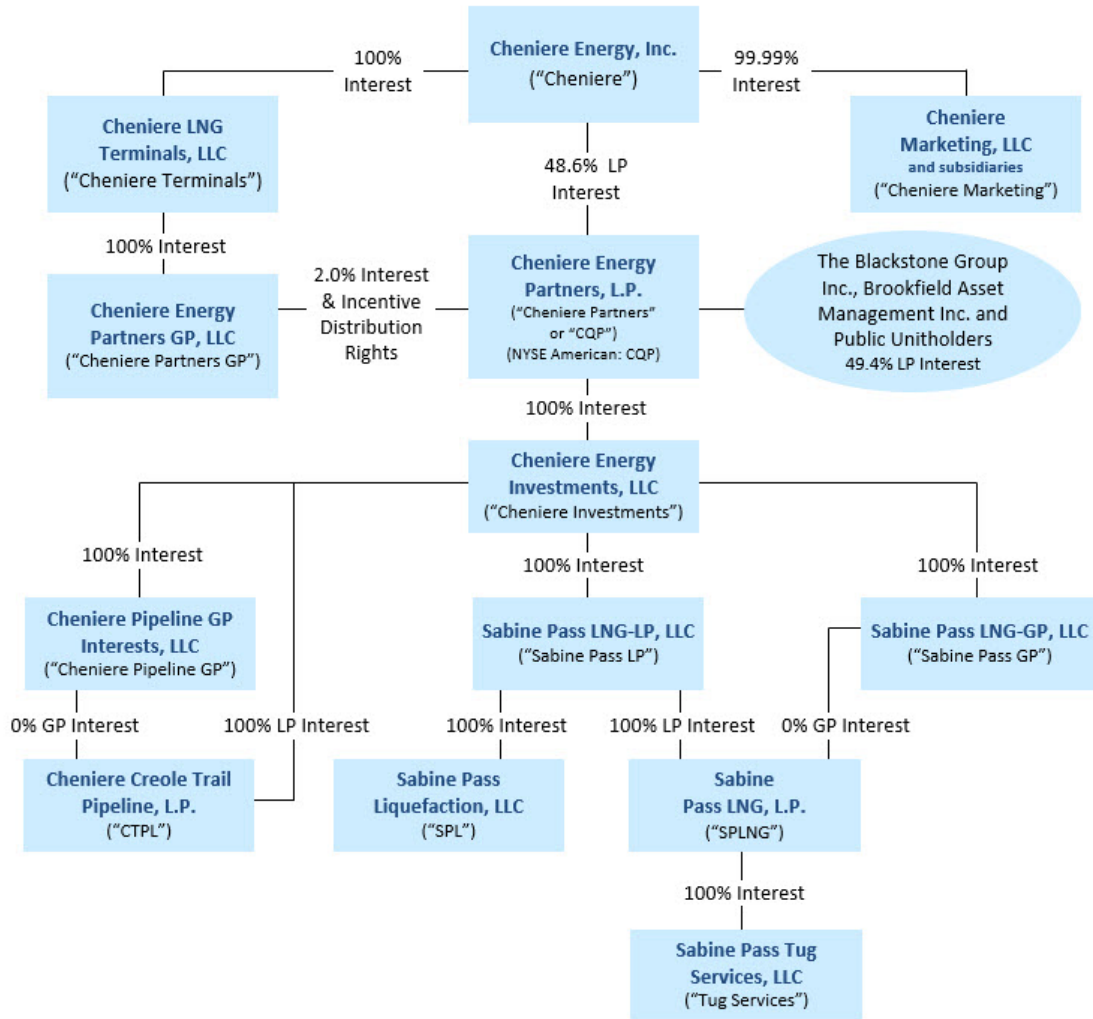 Cheniere Energy, Inc.
("Cheniere")
100%
Interest
99.99%
Interest
Cheniere LNG
Terminals, LLC
("Cheniere Terminals")
48.6% LP
Interest
Cheniere
Marketing, LLC
and subsidiaries
("Cheniere Marketing")
100% Interest
Cheniere Energy
Partners GP, LLC
("Cheniere Partners GP")
2.0% Interest
& Incentive
Distribution
Rights
Cheniere Energy
Partners, L.P.
("Cheniere Partners"
or "CQP")
(NYSE American: CQP)
The Blackstone Group
Inc., Brookfield Asset
Management Inc. and
Public Unitholders
49.4% LP Interest
100% Interest
Cheniere Energy
Investments, LLC
("Cheniere Investments")
100% Interest
100% Interest
100% Interest
Cheniere Pipeline GP
Interests, LLC
("Cheniere Pipeline GP")
Sabine Pass LNG-LP, LLC
("Sabine Pass LP")
Sabine Pass LNG-GP, LLC
("Sabine Pass GP")
0% GP Interest
100% LP Interest
100% Interest
100% LP Interest
0% GP Interest
Cheniere Creole Trail
Pipeline, L.P.
("CTPL")
Sabine Pass
Liquefaction, LLC
("SPL")
Sabine
Pass LNG, L.P.
("SPLNG")
100% Interest
Sabine Pass Tug
Services, LLC
("Tug Services")